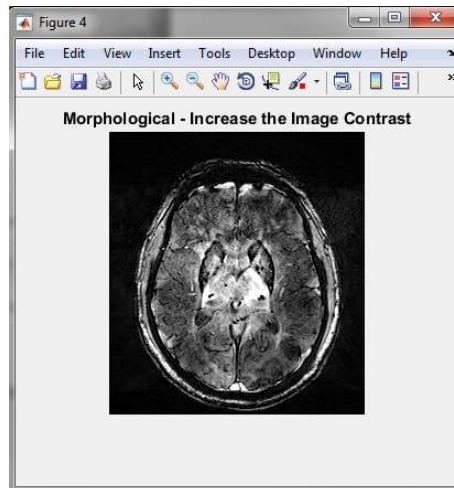 Figure 4
File Edit View Insert Tools Desktop Window Help
Morphological - Increase the Image Contrast